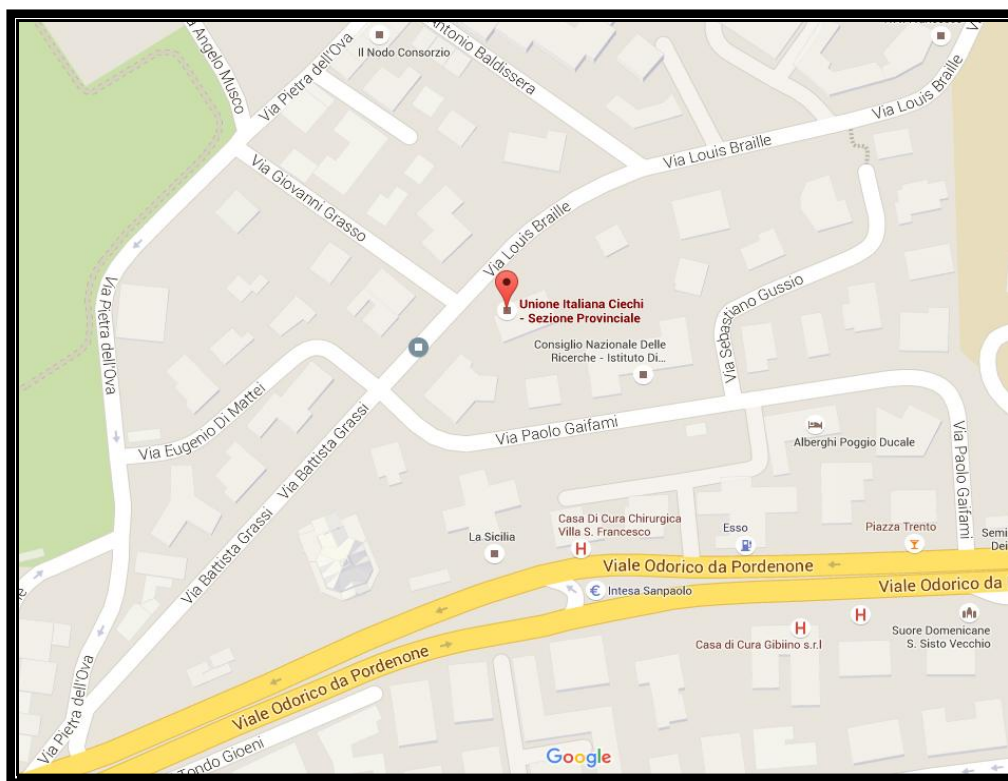 Angelo Musco
Via Pietra dell'Ova
Il Nodo Consorzio
Antonio Baldissera
Via Louis Braille
Via Louis Braille
Via Giovanni Grasso
Via Louis Braille
Via Pietra dell'Ova
Unione Italiana Ciechi
- Sezione Provinciale
Consiglio Nazionale Delle
Ricerche - Istituto Di...
Via Sebastiano Gussio
Via Eugenio Di Mattei
Via Battista Grassi
Via Paolo Gaifami
Alberghi Poggio Ducale
Via Paolo Gaifami
Via Battista Grassi
La Sicilia
Casa Di Cura Chirurgica
Villa S. Francesco
H
Esso
Piazza Trento
Semi
Dei
Viale Odorico da Pordenone
€
Intesa Sanpaolo
Viale Odorico da
H
H
Casa di Cura Gibiino s.r.l
Suore Domenicane
S. Sisto Vecchio
Viale Odorico da Pordenone
Via Pietra dell'Ova
Tondo Gioeni
Google